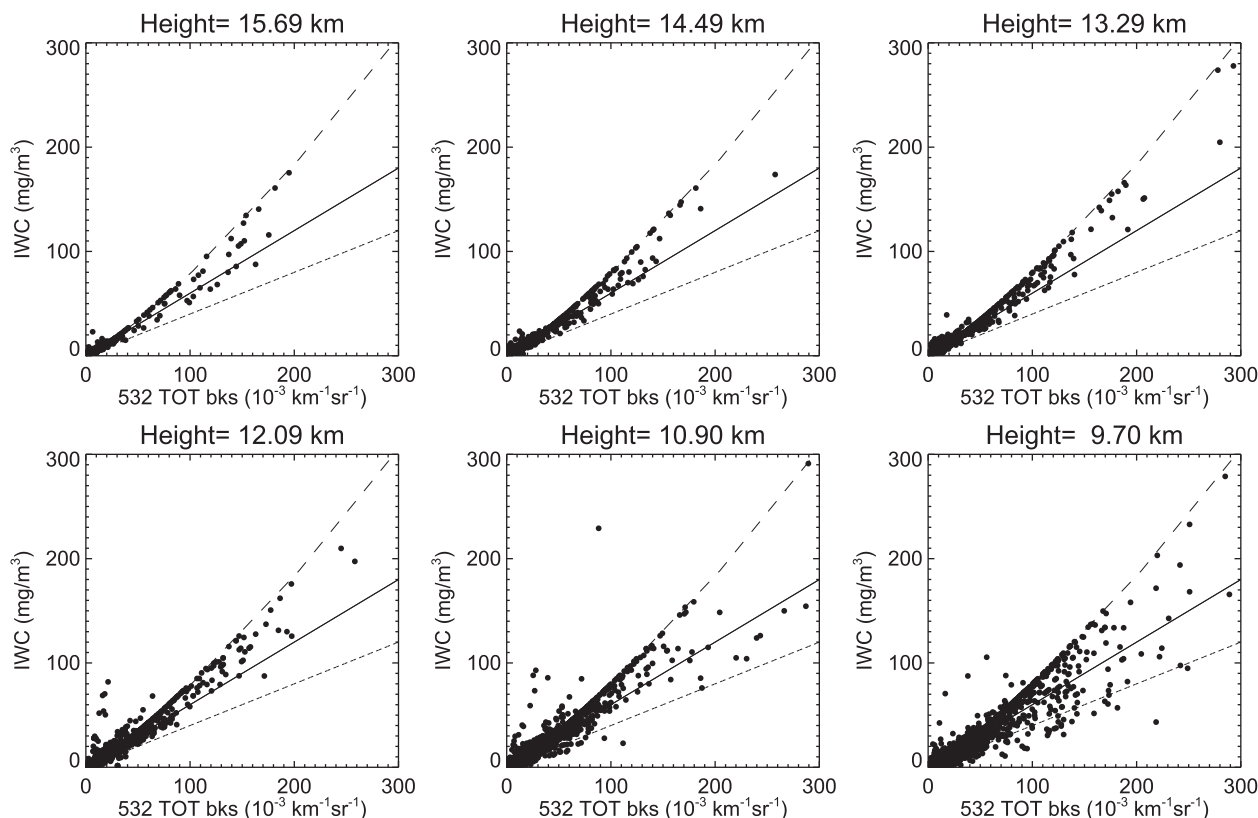 Height= 15.69 km
300
200
100
0
IWC (mg/m³)
0 100 200 300
532 TOT bks (10⁻³ km⁻¹sr⁻¹)
Height= 14.49 km
300
200
100
0
IWC (mg/m³)
0 100 200 300
532 TOT bks (10⁻³ km⁻¹sr⁻¹)
Height= 13.29 km
300
200
100
0
IWC (mg/m³)
0 100 200 300
532 TOT bks (10⁻³ km⁻¹sr⁻¹)
Height= 12.09 km
300
200
100
0
IWC (mg/m³)
0 100 200 300
532 TOT bks (10⁻³ km⁻¹sr⁻¹)
Height= 10.90 km
300
200
100
0
IWC (mg/m³)
0 100 200 300
532 TOT bks (10⁻³ km⁻¹sr⁻¹)
Height=  9.70 km
300
200
100
0
IWC (mg/m³)
0 100 200 300
532 TOT bks (10⁻³ km⁻¹sr⁻¹)